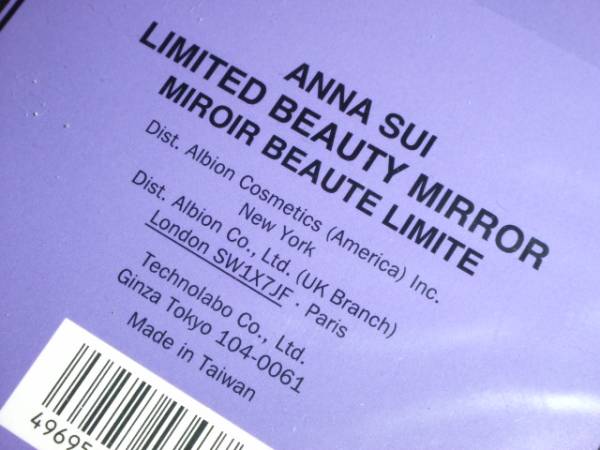 ANNA SUI
LIMITED BEAUTY MIRROR
MIROIR BEAUTE LIMITE
Dist. Albion Cosmetics (America) Inc.
New York
Dist. Albion Co., Ltd. (UK Branch)
London SW1X7JF · Paris
Technolabo Co., Ltd.
Ginza Tokyo 104-0061
Made in Taiwan
49695